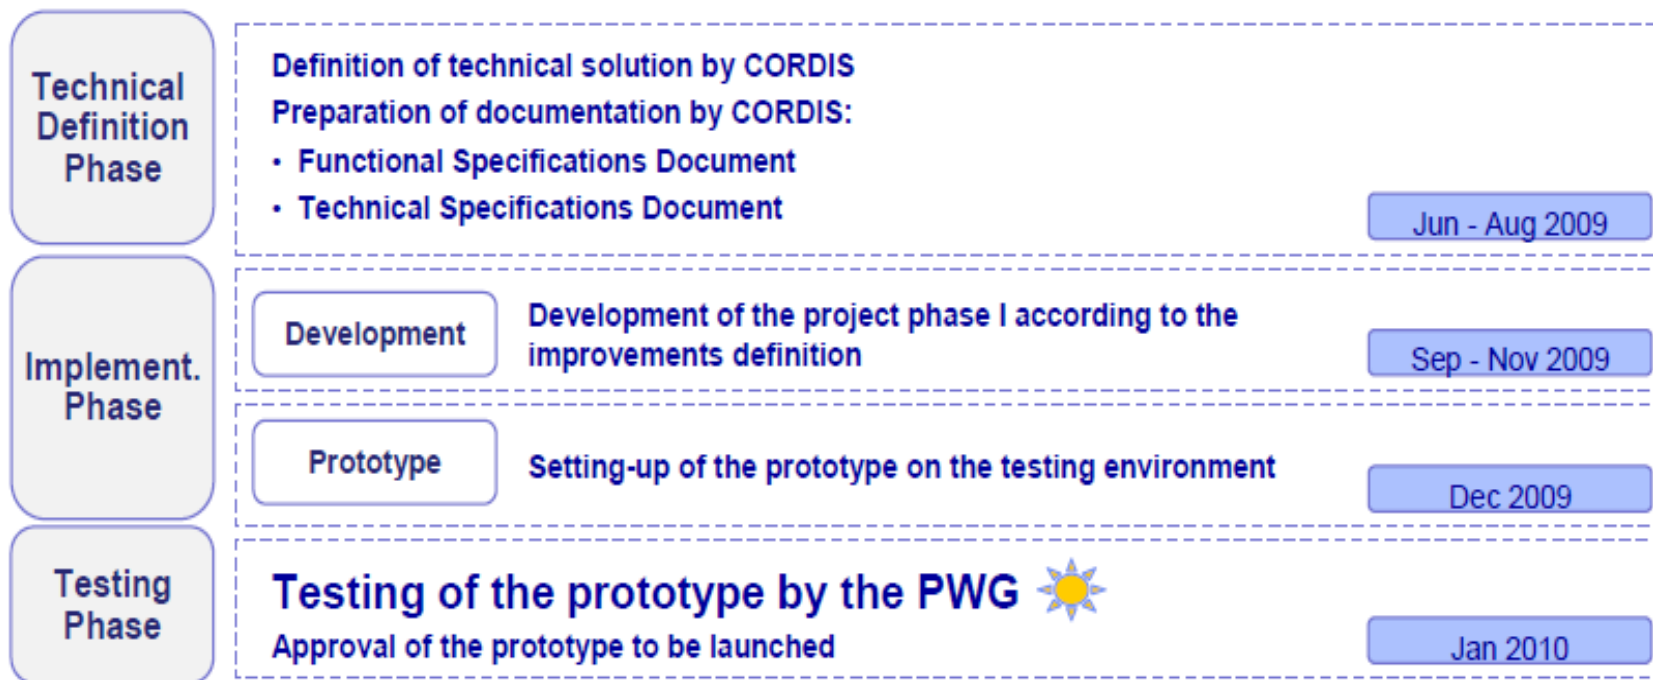 Technical
Definition
Phase
Definition of technical solution by CORDIS
Preparation of documentation by CORDIS:
• Functional Specifications Document
• Technical Specifications Document
Jun - Aug 2009
Implement.
Phase
Development
Development of the project phase I according to the
improvements definition
Sep - Nov 2009
Prototype
Setting-up of the prototype on the testing environment
Dec 2009
Testing
Phase
Testing of the prototype by the PWG
Approval of the prototype to be launched
Jan 2010